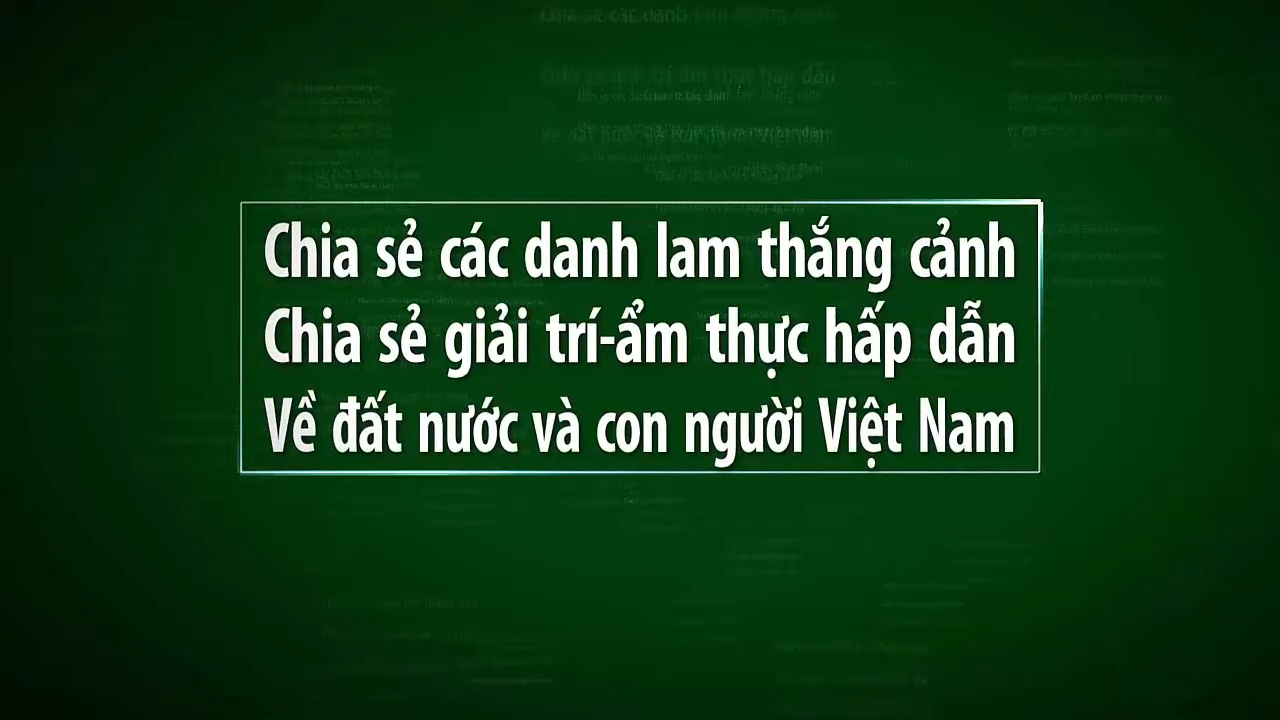 Chia sẻ các danh lam thắng cảnh
Chia sẻ giải trí-ẩm thực hấp dẫn
Về đất nước và con người Việt Nam